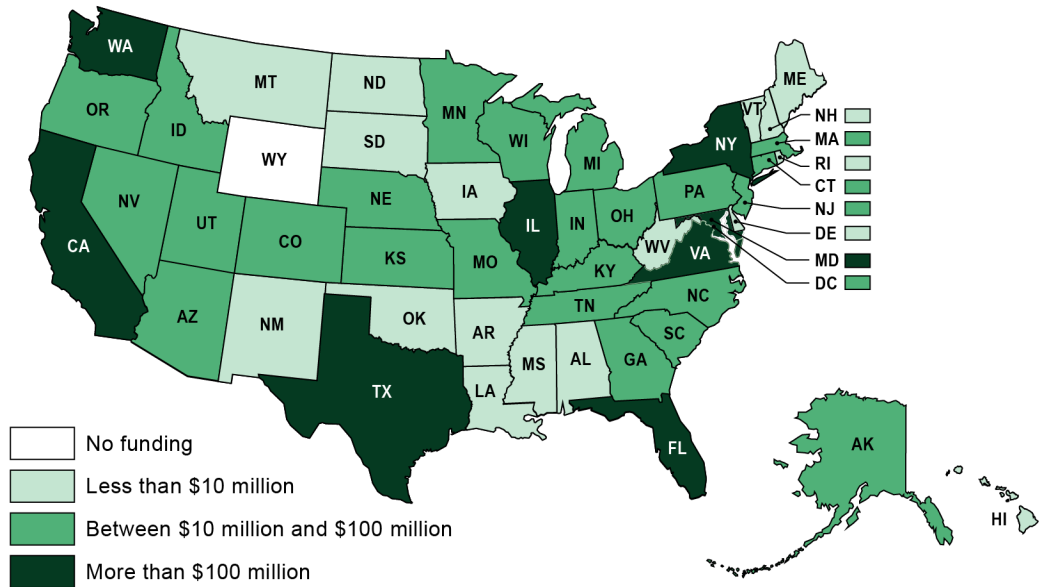 WA
MT
ND
ME
VT
NH
OR
ID
MN
MA
WI
SD
NY
RI
WY
MI
CT
IA
PA
NE
NJ
NV
OH
IN
IL
UT
DE
CO
WV
CA
VA
MD
KS
MO
KY
DC
NC
TN
AZ
OK
NM
AR
SC
GA
AL
MS
LA
TX
No funding
FL
AK
Less than $10 million
HI
Between $10 million and $100 million
More than $100 million